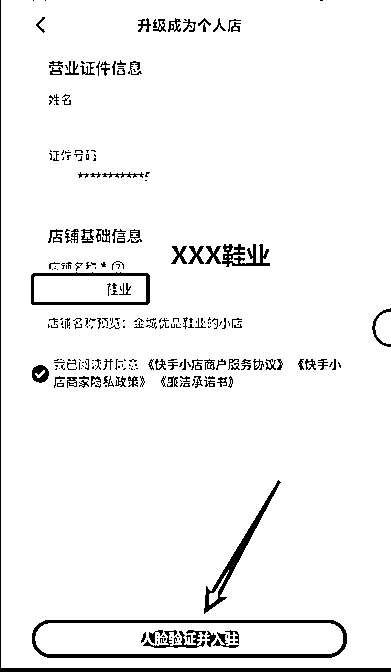 升级成为个人店
营业证件信息
姓名
证件号码
***********5
店铺基础信息
XXX鞋业
店铺名称 * ?
鞋业
店铺名称预览：金城优品鞋业的小店
我已阅读并同意《快手小店商户服务协议》《快手小
店商家隐私政策》《廉洁承诺书》
人脸验证并入驻